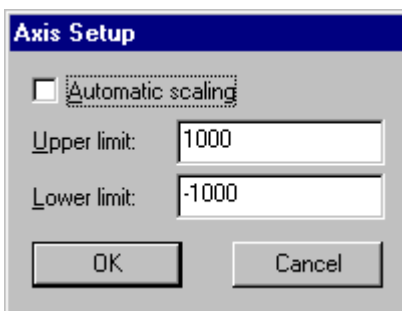 Axis Setup
Automatic scaling
Upper limit: 1000
Lower limit: -1000
OK Cancel